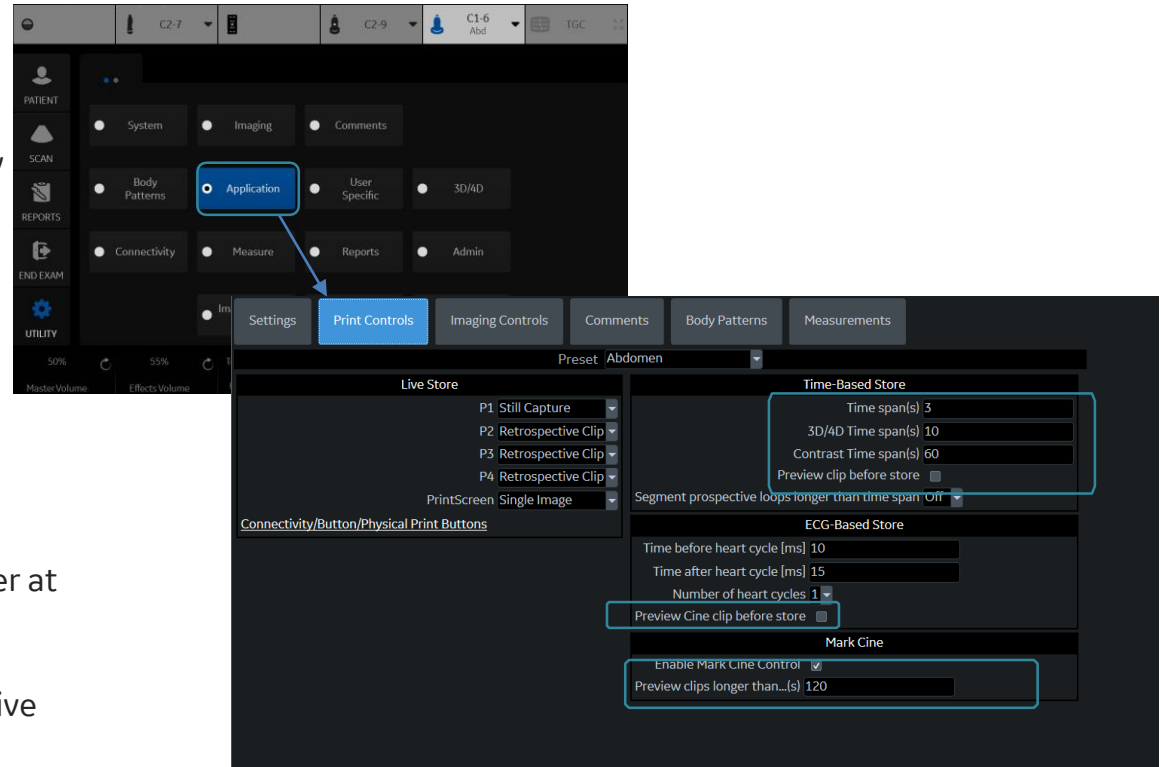 C2-7
C2-9
C1-6
Abd
TGC
PATIENT
SCAN
REPORTS
END EXAM
UTILITY
System
Imaging
Comments
Body
Patterns
Application
User
Specific
3D/4D
Connectivity
Measure
Reports
Admin
50%
55%
Master Volume
Effects Volume
Settings
Print Controls
Imaging Controls
Comments
Body Patterns
Measurements
Preset Abdomen
Live Store
P1 Still Capture
P2 Retrospective Clip
P3 Retrospective Clip
P4 Retrospective Clip
PrintScreen Single Image
Connectivity/Button/Physical Print Buttons
Time-Based Store
Time span(s) 3
3D/4D Time span(s) 10
Contrast Time span(s) 60
Preview clip before store
Segment prospective loops longer than time span Off
ECG-Based Store
Time before heart cycle [ms] 10
Time after heart cycle [ms] 15
Number of heart cycles 1
Preview Cine clip before store
Mark Cine
Enable Mark Cine Control
Preview clips longer than...(s) 120
er at
ive